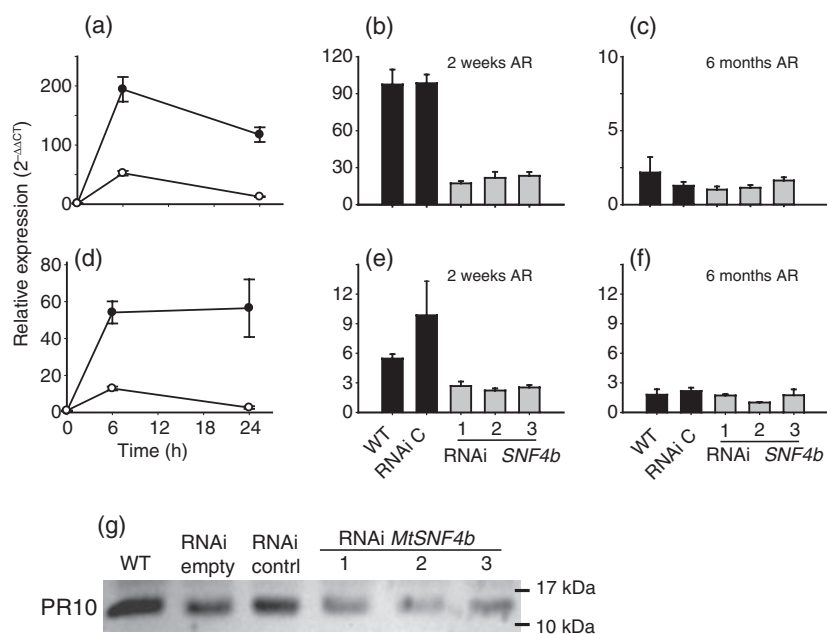 (a) (b) (c)
Relative expression (2⁻ΔΔCT)
200
150
100
50
0
120
90
60
30
0
2 weeks AR
10
5
0
6 months AR
(d) (e) (f)
80
60
40
20
0
0 6 12 18 24
Time (h)
12
9
6
3
0
2 weeks AR
WT RNAi C 1 2 3
RNAi SNF4b
12
9
6
3
0
6 months AR
WT RNAi C 1 2 3
RNAi SNF4b
(g)
WT RNAi RNAi RNAi MtSNF4b
empty contrl 1 2 3
PR10
17 kDa
10 kDa